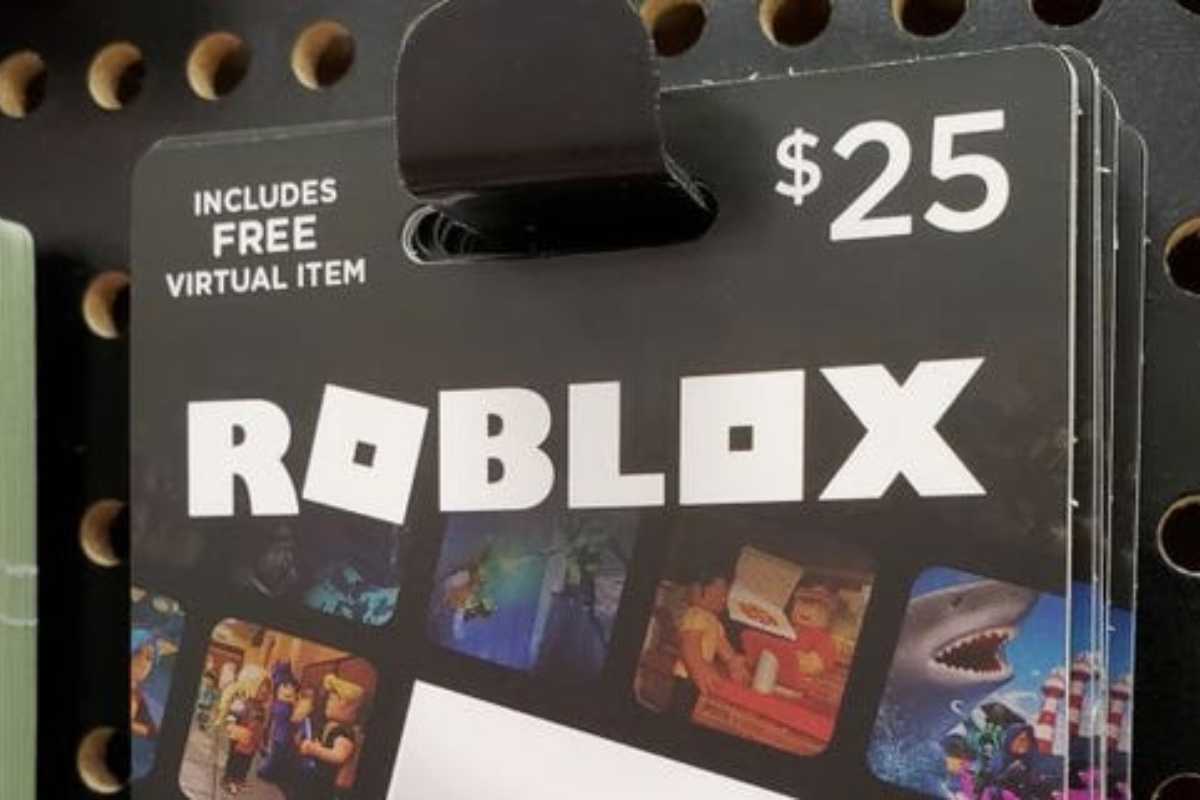 INCLUDES
FREE
VIRTUAL ITEM
$25
ROBLOX